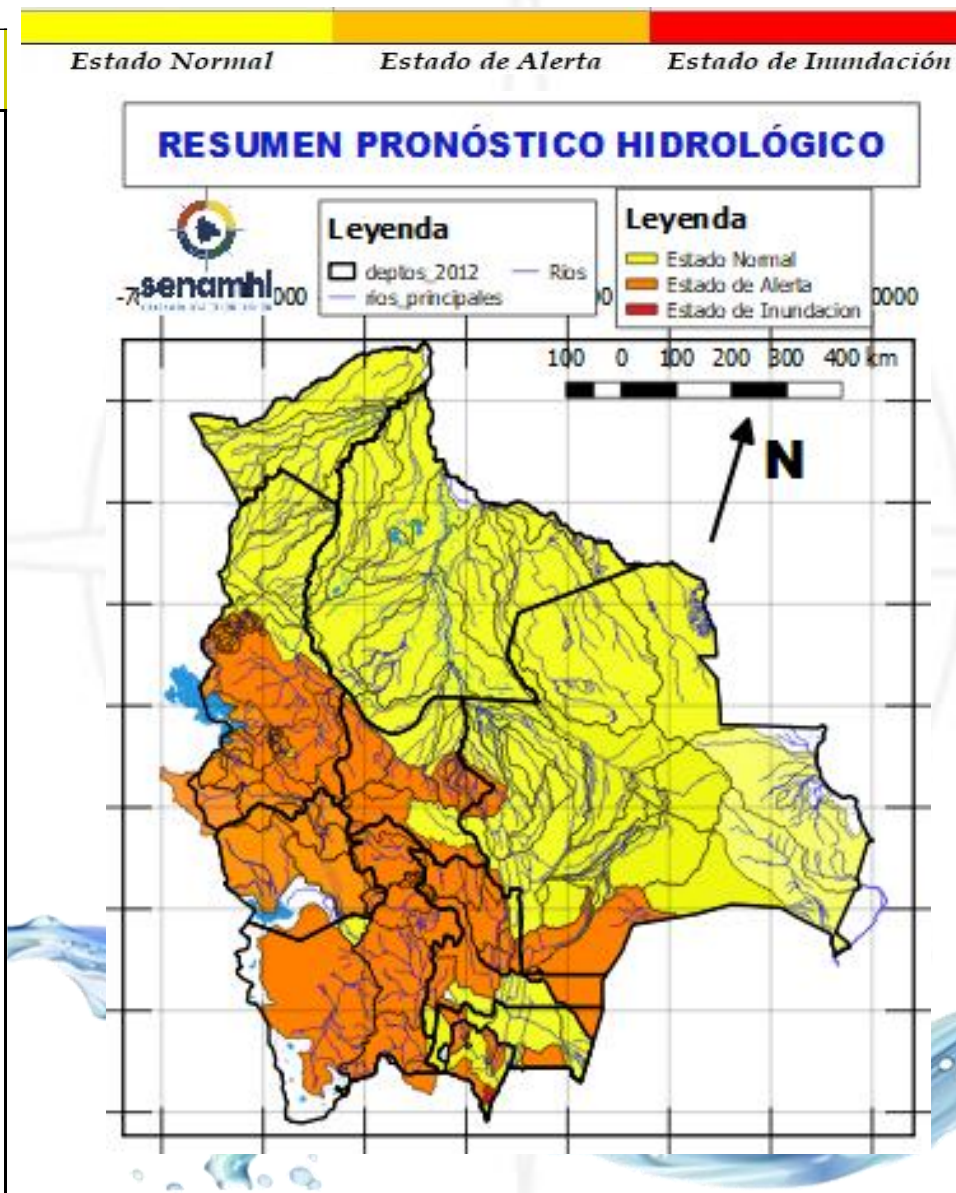 Estado Normal Estado de Alerta Estado de Inundación
RESUMEN PRONÓSTICO HIDROLÓGICO
senamhi
Leyenda
deptos_2012 Rios
rios_principales
Leyenda
Estado Normal
Estado de Alerta
Estado de Inundacion
100 0 100 200 300 400 km
N